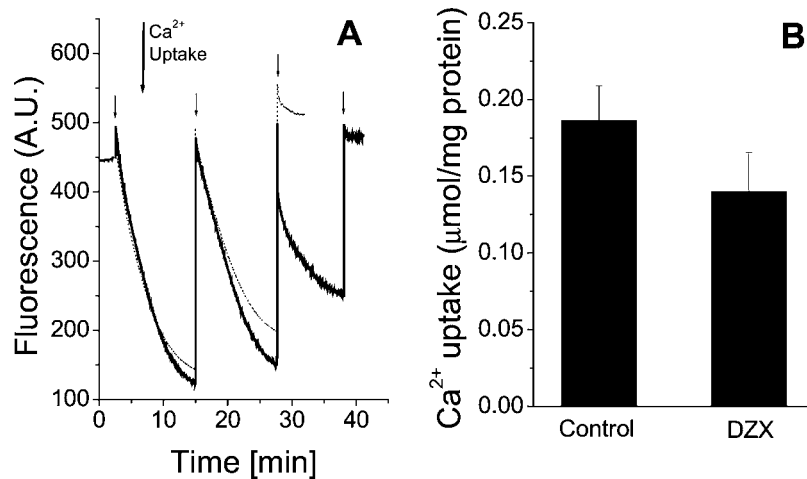 A
Ca2+
Uptake
Fluorescence (A.U.)
600
500
400
300
200
100
0
10
20
30
40
Time [min]
B
Ca2+ uptake (μmol/mg protein)
0.25
0.20
0.15
0.10
0.05
0.00
Control
DZX